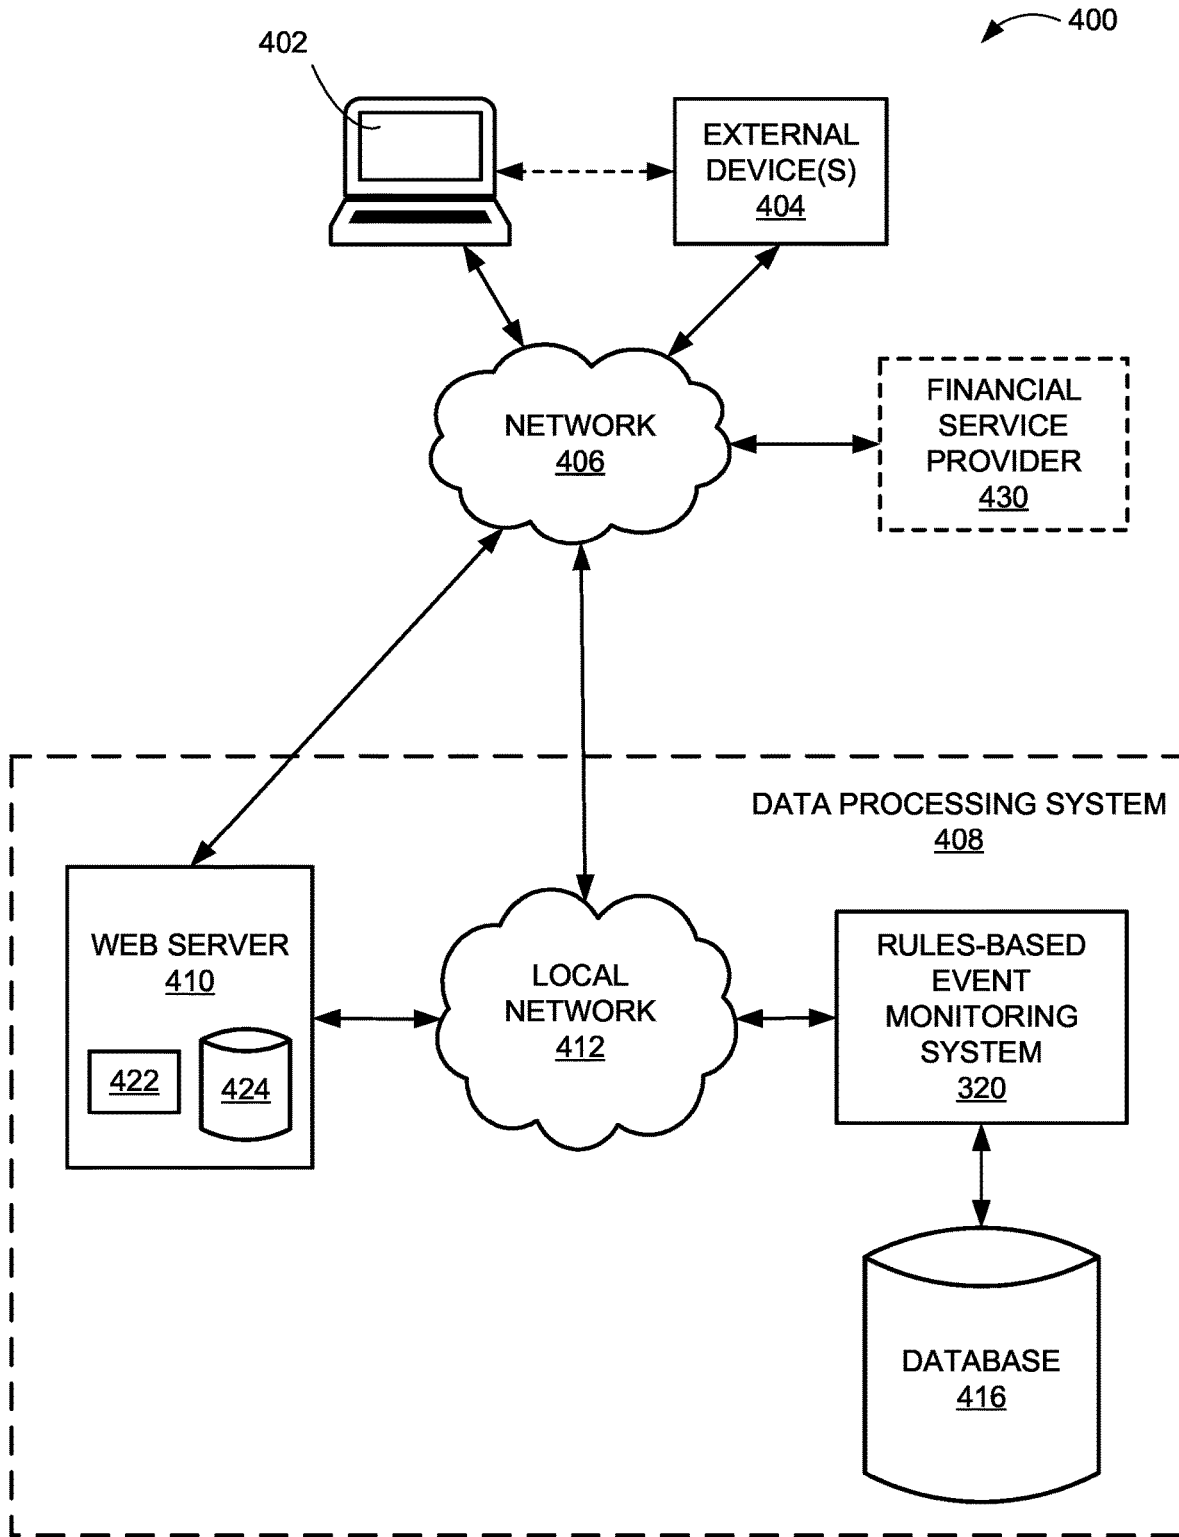 400
402
EXTERNAL
DEVICE(S)
404
NETWORK
406
FINANCIAL
SERVICE
PROVIDER
430
DATA PROCESSING SYSTEM
408
WEB SERVER
410
422
424
LOCAL
NETWORK
412
RULES-BASED
EVENT
MONITORING
SYSTEM
320
DATABASE
416